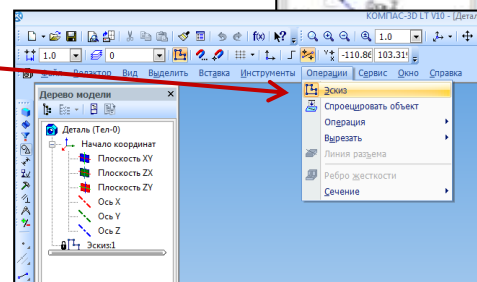 КОМПАС-3D LT V10 - [Детал
1.0
1.0 0 -110.86 103.31
Файл Редактор Вид Выделить Вставка Инструменты Операции Сервис Окно Справка
Дерево модели
Деталь (Тел-0)
Начало координат
Плоскость XY
Плоскость ZX
Плоскость ZY
Ось X
Ось Y
Ось Z
Эскиз:1
Эскиз
Спроецировать объект
Операция
Вырезать
Линия разъема
Ребро жесткости
Сечение